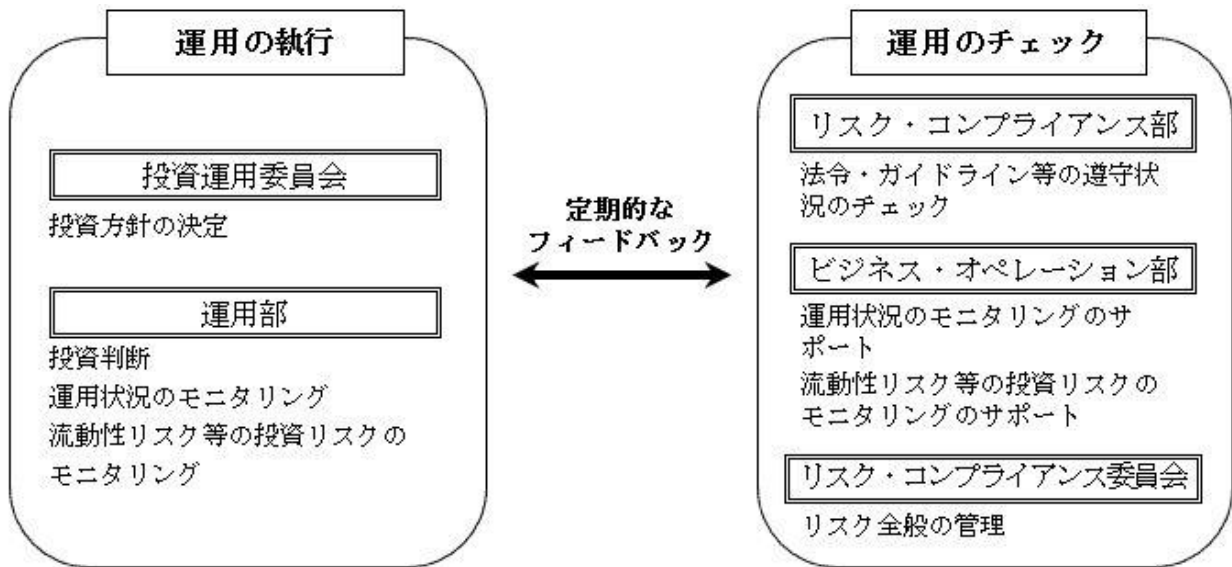 運用の執行
投資運用委員会
投資方針の決定
運用部
投資判断
運用状況のモニタリング
流動性リスク等の投資リスクの
モニタリング
定期的な
フィードバック
運用のチェック
リスク・コンプライアンス部
法令・ガイドライン等の遵守状
況のチェック
ビジネス・オペレーション部
運用状況のモニタリングのサ
ポート
流動性リスク等の投資リスクの
モニタリングのサポート
リスク・コンプライアンス委員会
リスク全般の管理